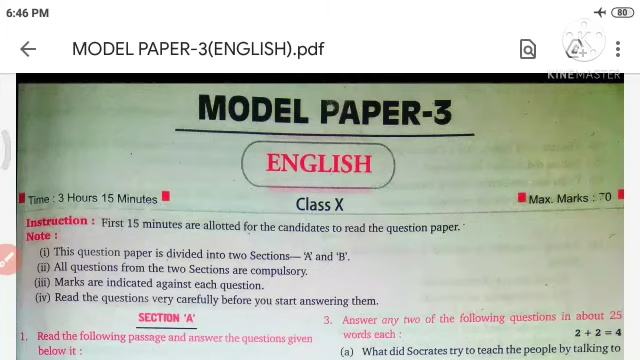 6:46 PM
80
MODEL PAPER-3(ENGLISH).pdf
KINEMASTER
MODEL PAPER-3
ENGLISH
Time : 3 Hours 15 Minutes
Class X
Max. Marks : 70
Instruction : First 15 minutes are allotted for the candidates to read the question paper.
Note :
(i) This question paper is divided into two Sections— 'A' and 'B'.
(ii) All questions from the two Sections are compulsory.
(iii) Marks are indicated against each question.
(iv) Read the questions very carefully before you start answering them.
SECTION 'A'
1. Read the following passage and answer the questions given
below it :
3. Answer any two of the following questions in about 25
words each :
2 + 2 = 4
(a) What did Socrates try to teach the people by talking to